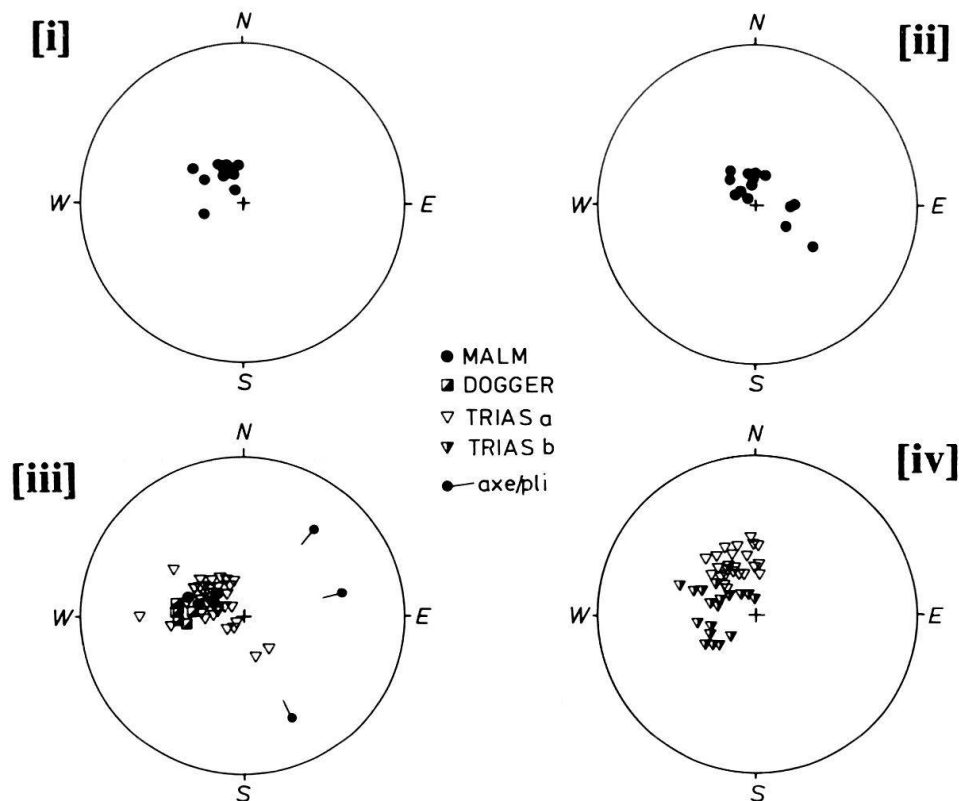 [i]
N
W
E
S
[ii]
N
W
E
S
MALM
DOGGER
TRIAS a
TRIAS b
axe/pli
[iii]
N
W
E
S
[iv]
N
W
E
S